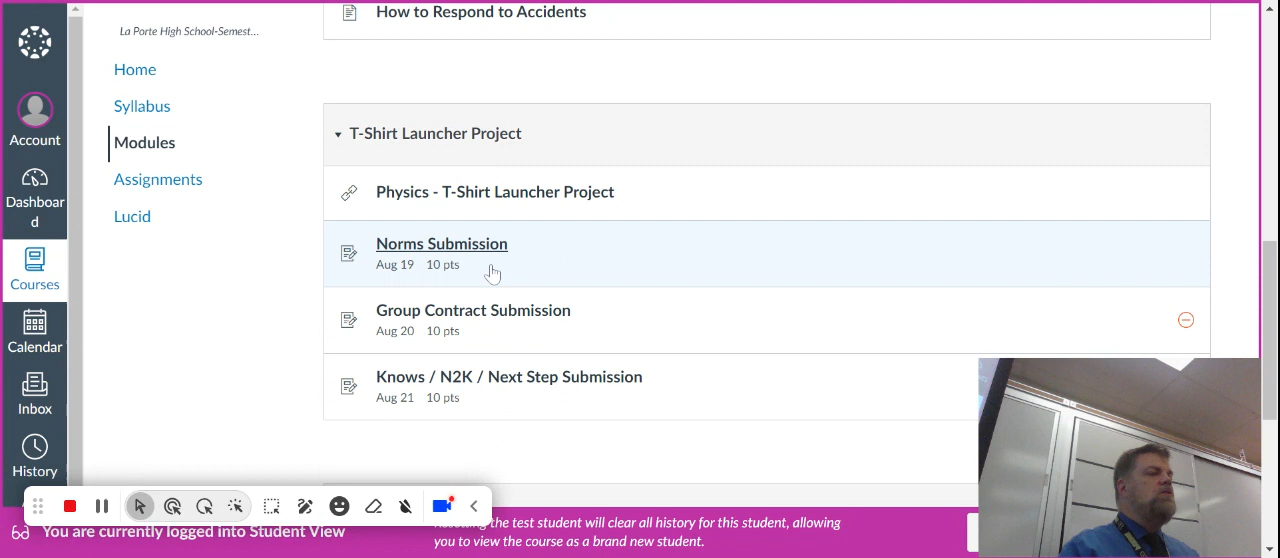 How to Respond to Accidents
La Porte High School-Semest...
Home
Syllabus
Modules
Assignments
Lucid
Account
Dashboar
d
Courses
Calendar
Inbox
History
T-Shirt Launcher Project
Physics - T-Shirt Launcher Project
Norms Submission
Aug 19 10 pts
Group Contract Submission
Aug 20 10 pts
Knows / N2K / Next Step Submission
Aug 21 10 pts
You are currently logged into Student View
the test student will clear all history for this student, allowing
you to view the course as a brand new student.